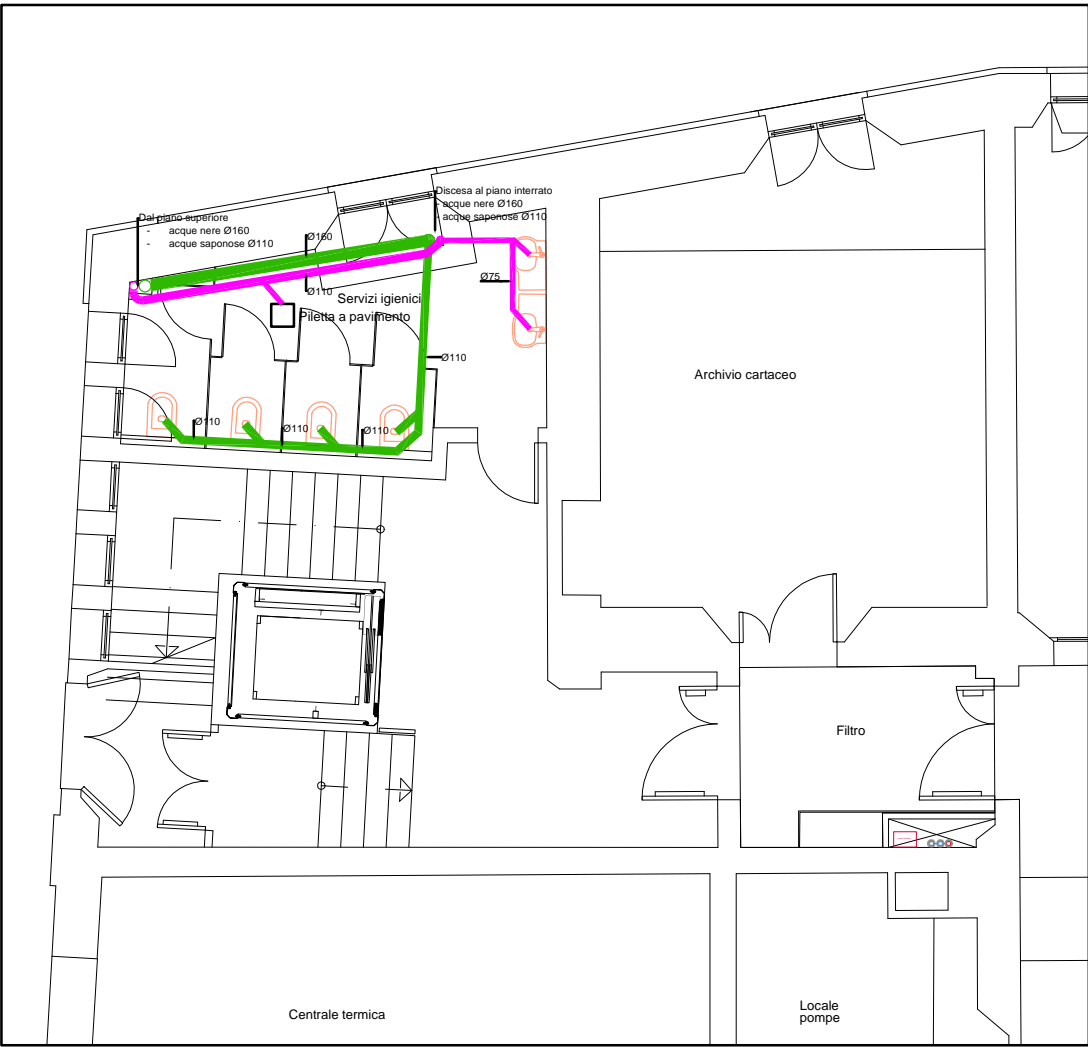 Discesa al piano interrato
- acque nere Ø160
- acque saponose Ø110
Dal piano superiore
- acque nere Ø160
- acque saponose Ø110
Ø160
Ø75
Ø110
Servizi igienici
Piletta a pavimento
Ø110
Archivio cartaceo
Ø110
Ø110
Ø110
Filtro
Centrale termica
Locale
pompe